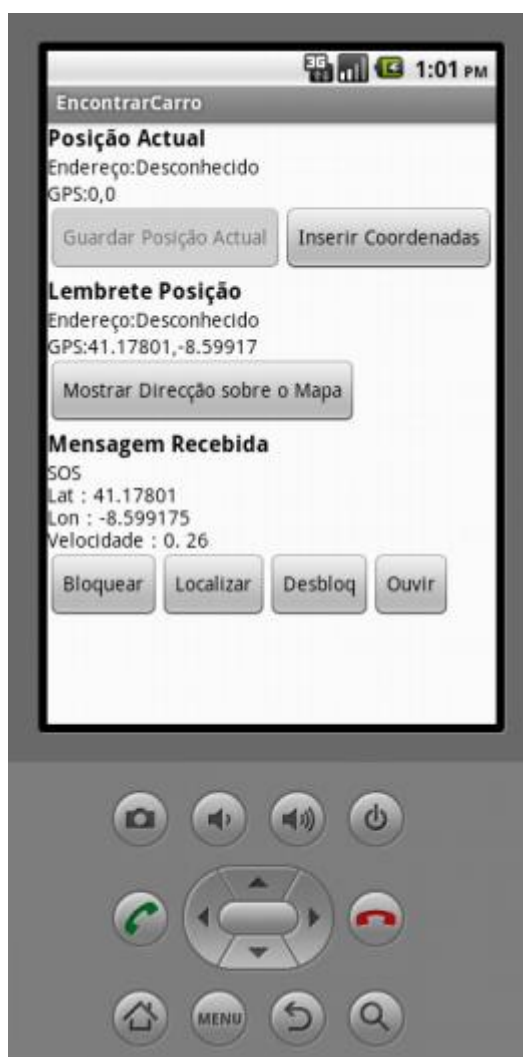 3G 1:01 PM
EncontrarCarro
Posição Actual
Endereço:Desconhecido
GPS:0,0
Guardar Posição Actual Inserir Coordenadas
Lembrete Posição
Endereço:Desconhecido
GPS:41.17801,-8.59917
Mostrar Direcção sobre o Mapa
Mensagem Recebida
SOS
Lat : 41.17801
Lon : -8.599175
Velocidade : 0. 26
Bloquear Localizar Desbloq Ouvir
MENU